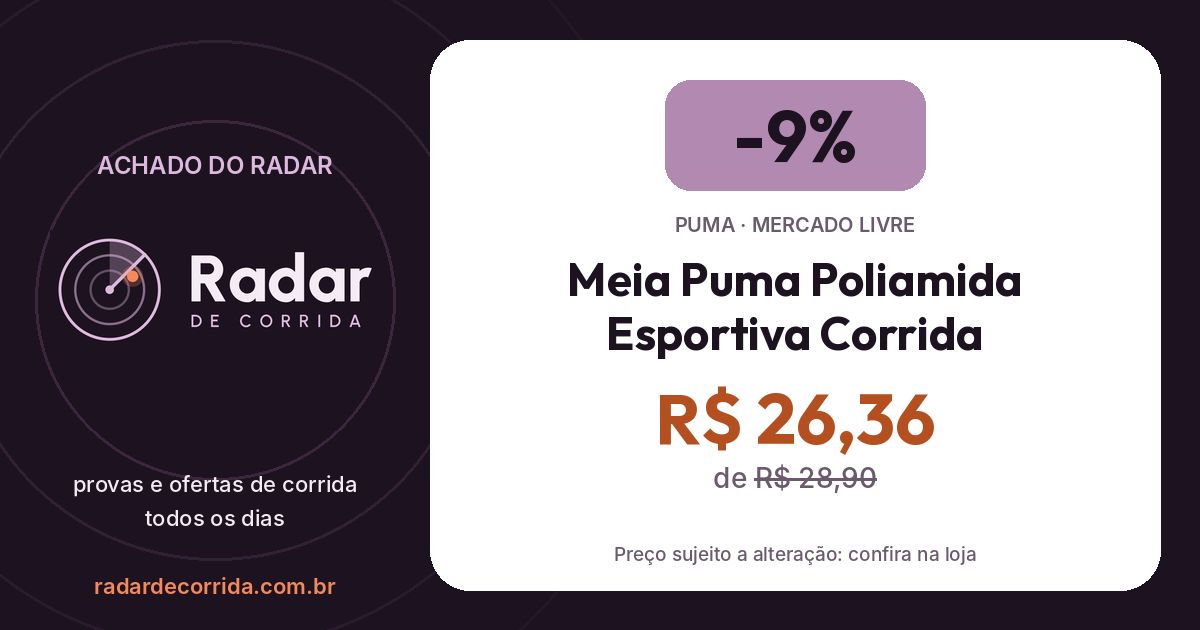 ACHADO DO RADAR
Radar
DE CORRIDA
provas e ofertas de corrida
todos os dias
radardecorrida.com.br
-9%
PUMA · MERCADO LIVRE
Meia Puma Poliamida
Esportiva Corrida
R$ 26,36
de R$ 28,90
Preço sujeito a alteração: confira na loja